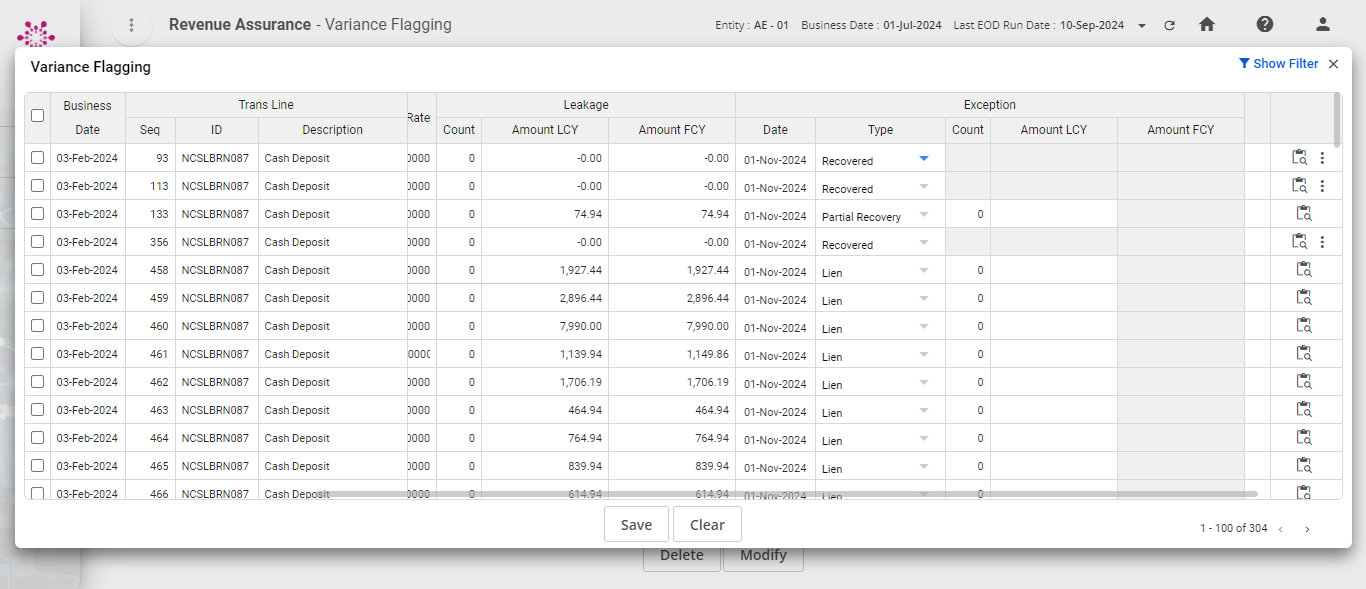 Revenue Assurance - Variance Flagging
Entity : AE - 01 Business Date : 01-Jul-2024 Last EOD Run Date : 10-Sep-2024
Variance Flagging
Show Filter
Business Date Trans Line Rate Leakage Exception
Seq ID Description Count Amount LCY Amount FCY Date Type Count Amount LCY Amount FCY
03-Feb-2024 93 NCSLBRN087 Cash Deposit 0000 0 -0.00 -0.00 01-Nov-2024 Recovered
03-Feb-2024 113 NCSLBRN087 Cash Deposit 0000 0 -0.00 -0.00 01-Nov-2024 Recovered
03-Feb-2024 133 NCSLBRN087 Cash Deposit 0000 0 74.94 74.94 01-Nov-2024 Partial Recovery 0
03-Feb-2024 356 NCSLBRN087 Cash Deposit 0000 0 -0.00 -0.00 01-Nov-2024 Recovered
03-Feb-2024 458 NCSLBRN087 Cash Deposit 0000 0 1,927.44 1,927.44 01-Nov-2024 Lien 0
03-Feb-2024 459 NCSLBRN087 Cash Deposit 0000 0 2,896.44 2,896.44 01-Nov-2024 Lien 0
03-Feb-2024 460 NCSLBRN087 Cash Deposit 0000 0 7,990.00 7,990.00 01-Nov-2024 Lien 0
03-Feb-2024 461 NCSLBRN087 Cash Deposit 0000 0 1,139.94 1,149.86 01-Nov-2024 Lien 0
03-Feb-2024 462 NCSLBRN087 Cash Deposit 0000 0 1,706.19 1,706.19 01-Nov-2024 Lien 0
03-Feb-2024 463 NCSLBRN087 Cash Deposit 0000 0 464.94 464.94 01-Nov-2024 Lien 0
03-Feb-2024 464 NCSLBRN087 Cash Deposit 0000 0 764.94 764.94 01-Nov-2024 Lien 0
03-Feb-2024 465 NCSLBRN087 Cash Deposit 0000 0 839.94 839.94 01-Nov-2024 Lien 0
03-Feb-2024 466 NCSLBRN087 Cash Deposit 0000 0 614.94 614.94 01-Nov-2024 Lien 0
Save Clear
1 - 100 of 304
Delete Modify